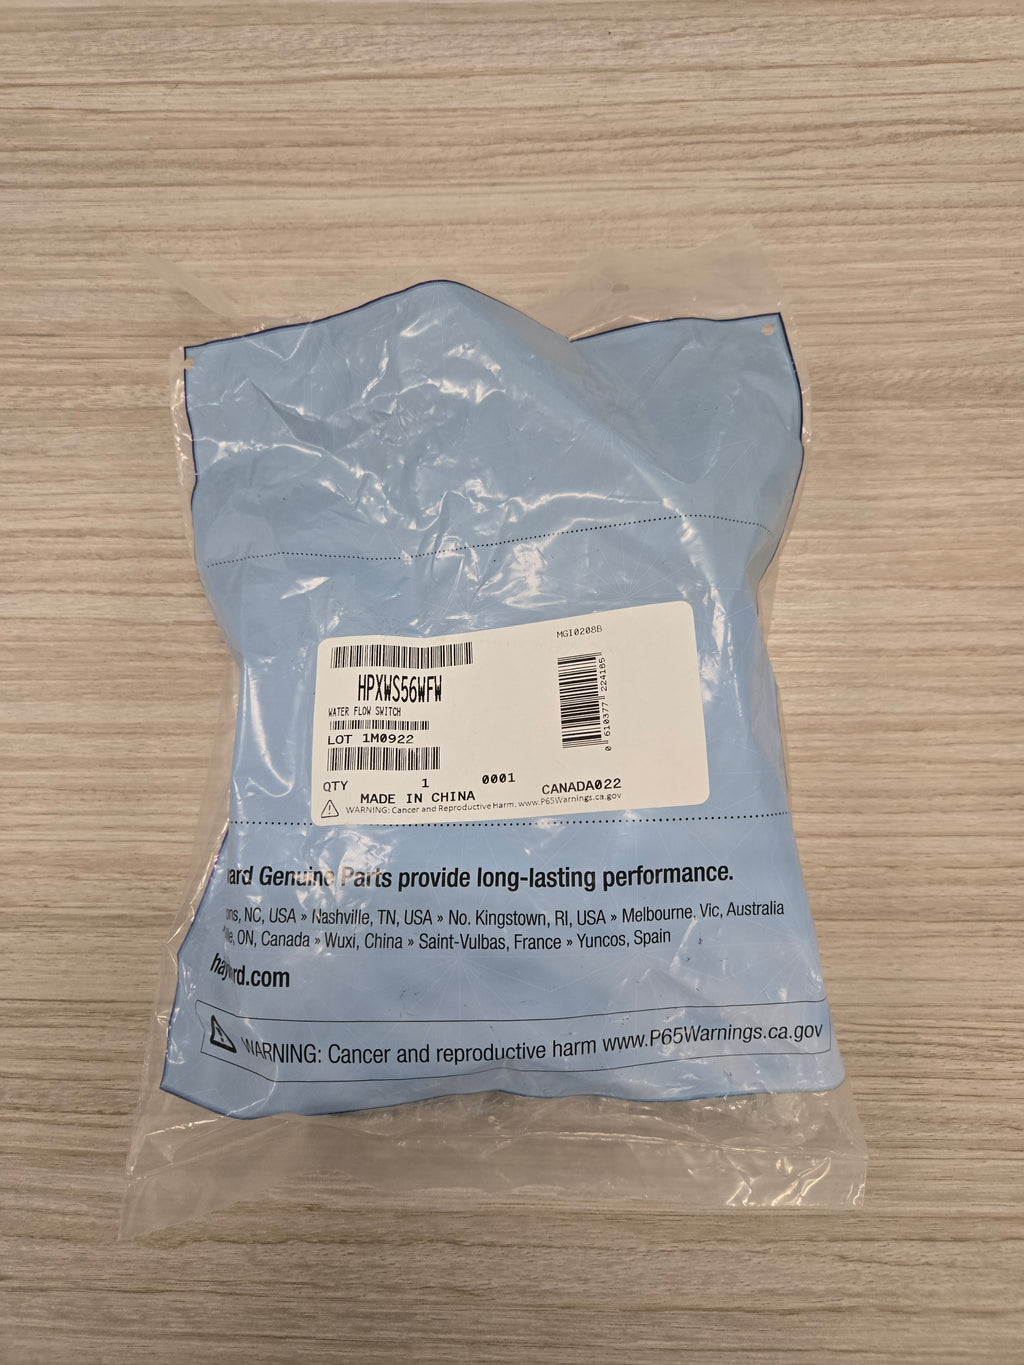 MGI0208B
HPXWS56WFW
WATER FLOW SWITCH
LOT 1M0922
0 610377 224185
QTY 1 0001 CANADA022
MADE IN CHINA
WARNING: Cancer and Reproductive Harm. www.P65Warnings.ca.gov
ard Genuine Parts provide long-lasting performance.
ons, NC, USA » Nashville, TN, USA » No. Kingstown, RI, USA » Melbourne, Vic, Australia
ON, Canada » Wuxi, China » Saint-Vulbas, France » Yuncos, Spain
hayward.com
WARNING: Cancer and reproductive harm www.P65Warnings.ca.gov